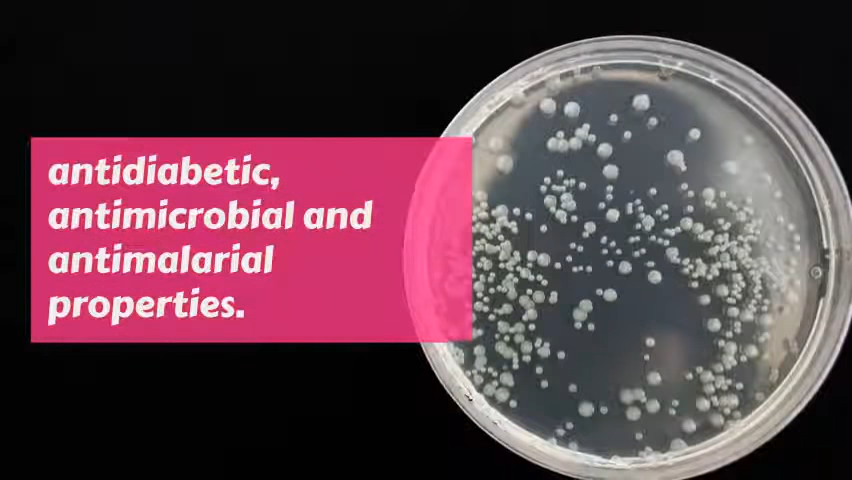 antidiabetic,
antimicrobial and
antimalarial
properties.